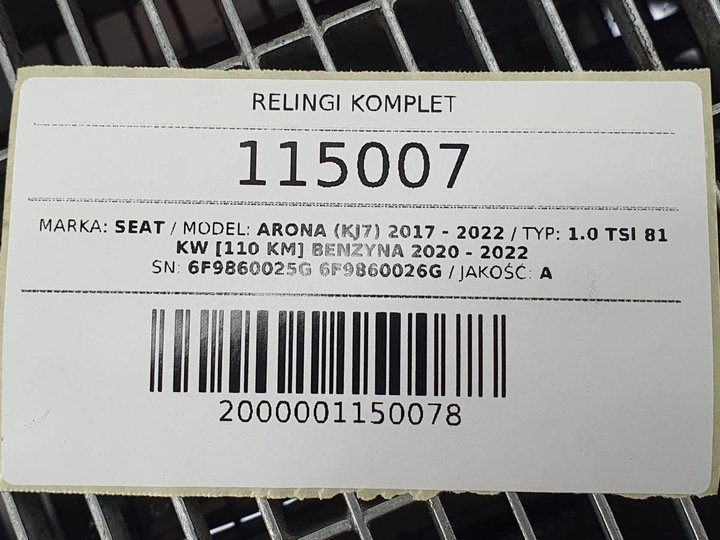 RELINGI KOMPLET
115007
MARKA: SEAT / MODEL: ARONA (KJ7) 2017 - 2022 / TYP: 1.0 TSI 81
KW [110 KM] BENZYNA 2020 - 2022
SN: 6F9860025G 6F9860026G / JAKOŚĆ: A
2000001150078